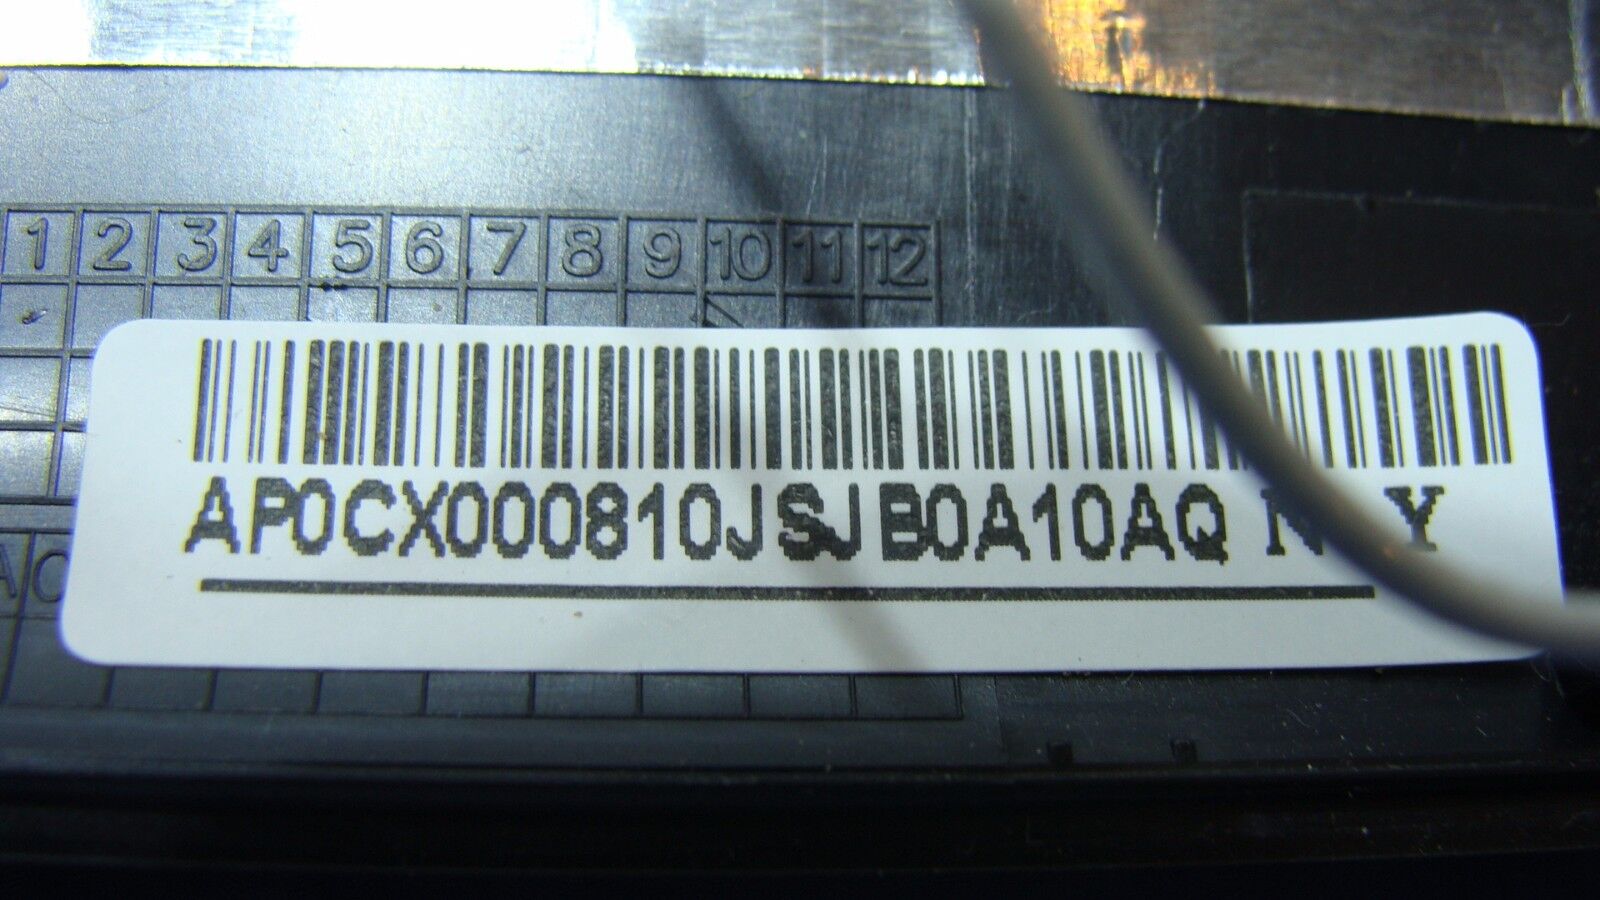 1 2 3 4 5 6 7 8 9 10 11 12
AP0CX000810JSJB0A10AQ N Y